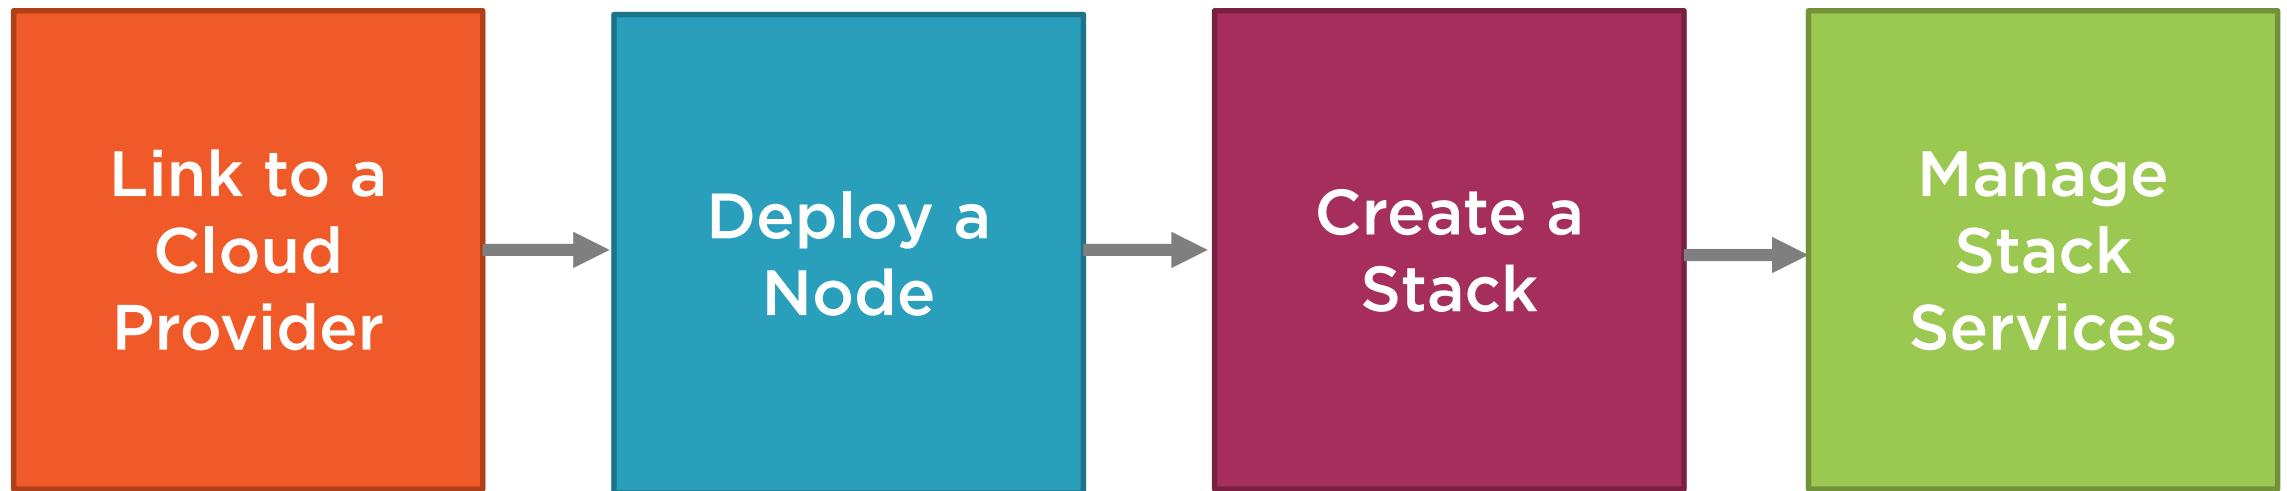 Link to a
Cloud
Provider
Deploy a
Node
Create a
Stack
Manage
Stack
Services